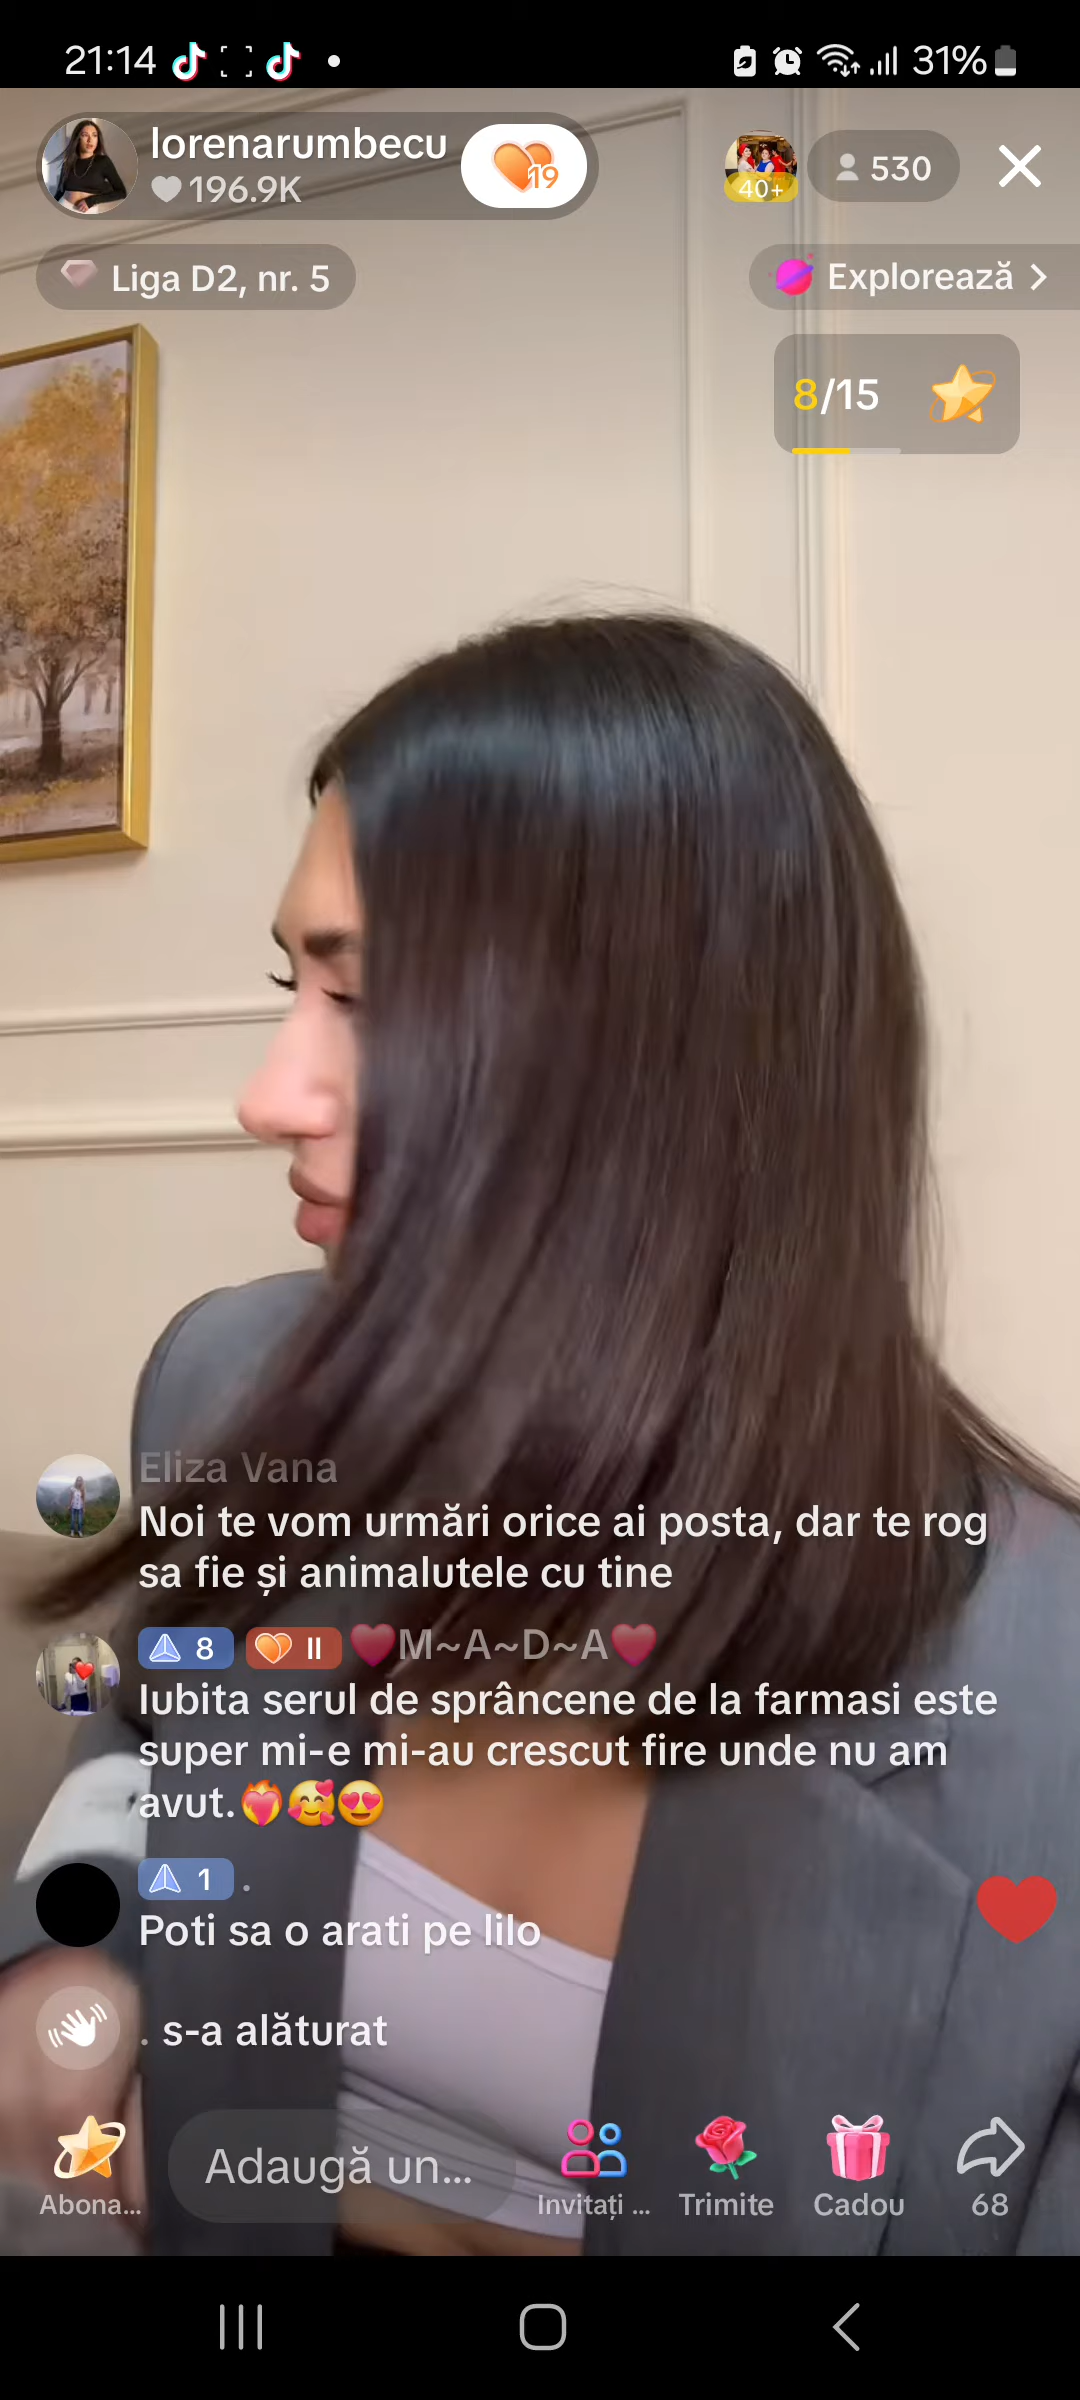 21:14
31%
lorenarumbecu
196.9K
19
40+
530
Liga D2, nr. 5
Explorează
8/15
Eliza Vana
Noi te vom urmări orice ai posta, dar te rog
sa fie și animalutele cu tine
8 II ❤️M~A~D~A❤️
Iubita serul de sprâncene de la farmasi este
super mi-e mi-au crescut fire unde nu am
avut.❤️‍🔥🥰😍
1 .
Poti sa o arati pe lilo
. s-a alăturat
Adaugă un...
Abona...
Invitați ...
Trimite
Cadou
68